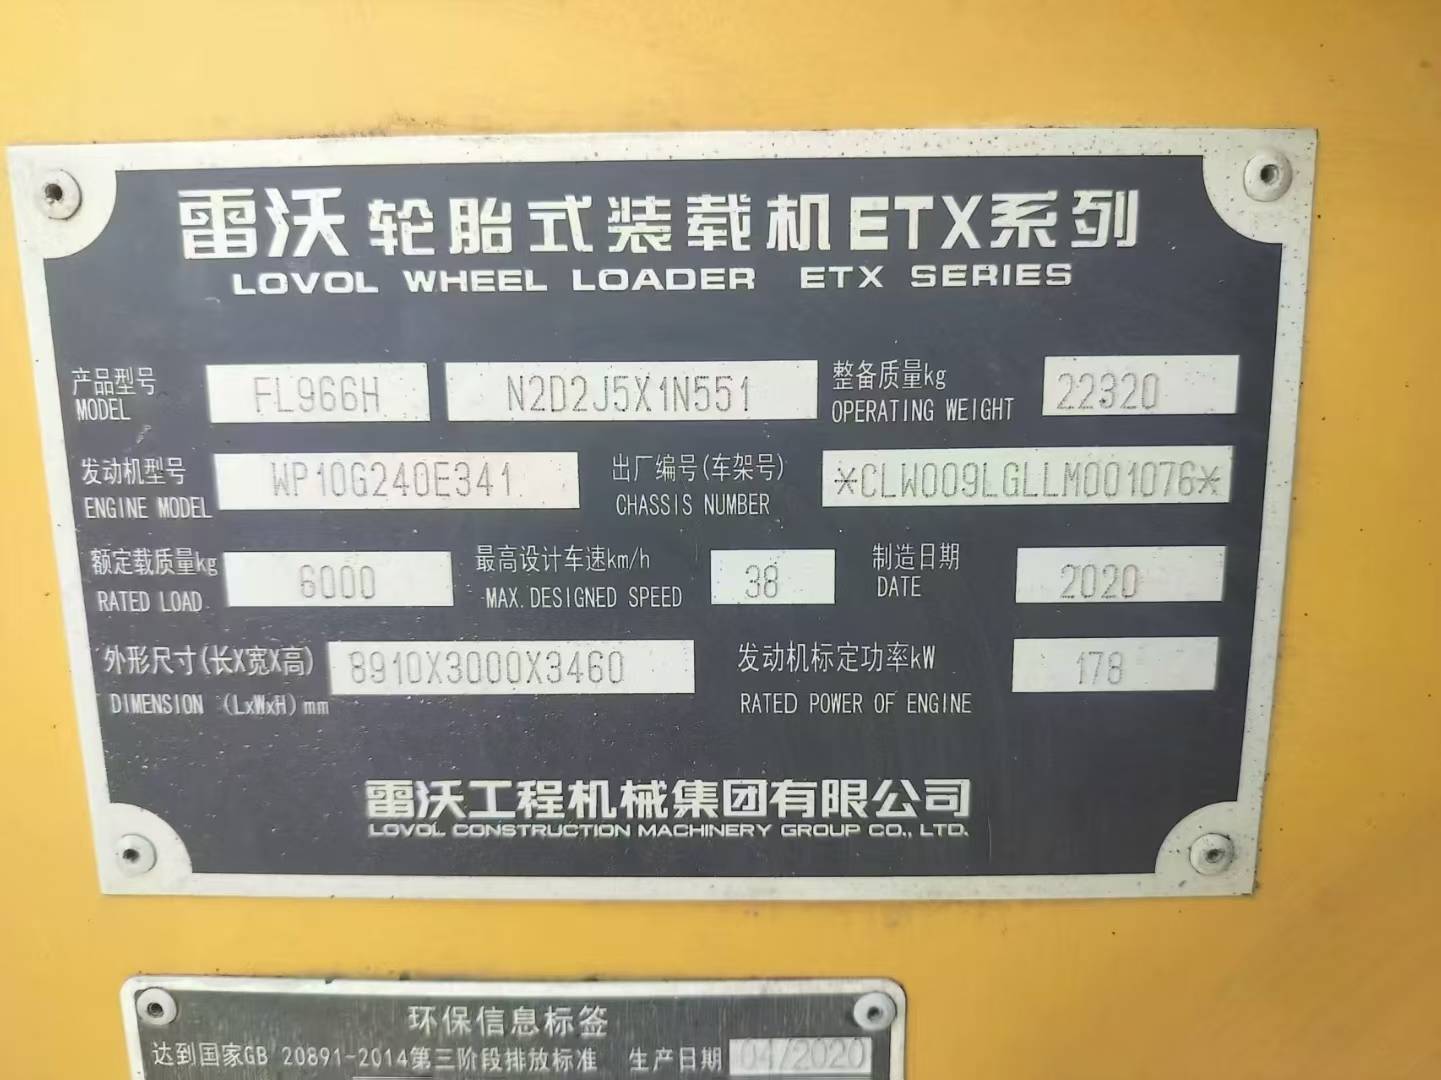 雷沃轮胎式装载机ETX系列
LOVOL WHEEL LOADER ETX SERIES
产品型号 FL966H N2D2J5X1N551 整备质量kg 22320
MODEL OPERATING WEIGHT
发动机型号 WP10G240E341 出厂编号(车架号) *CLW009LGLLM001076*
ENGINE MODEL CHASSIS NUMBER
额定载质量kg 6000 最高设计车速km/h 38 制造日期 2020
RATED LOAD MAX.DESIGNED SPEED DATE
外形尺寸(长X宽X高) 8910X3000X3460 发动机标定功率kW 178
DIMENSION (LxWxH)mm RATED POWER OF ENGINE
雷沃工程机械集团有限公司
LOVOL CONSTRUCTION MACHINERY GROUP CO., LTD.
环保信息标签
达到国家GB 20891-2014第三阶段排放标准 生产日期 04/2020